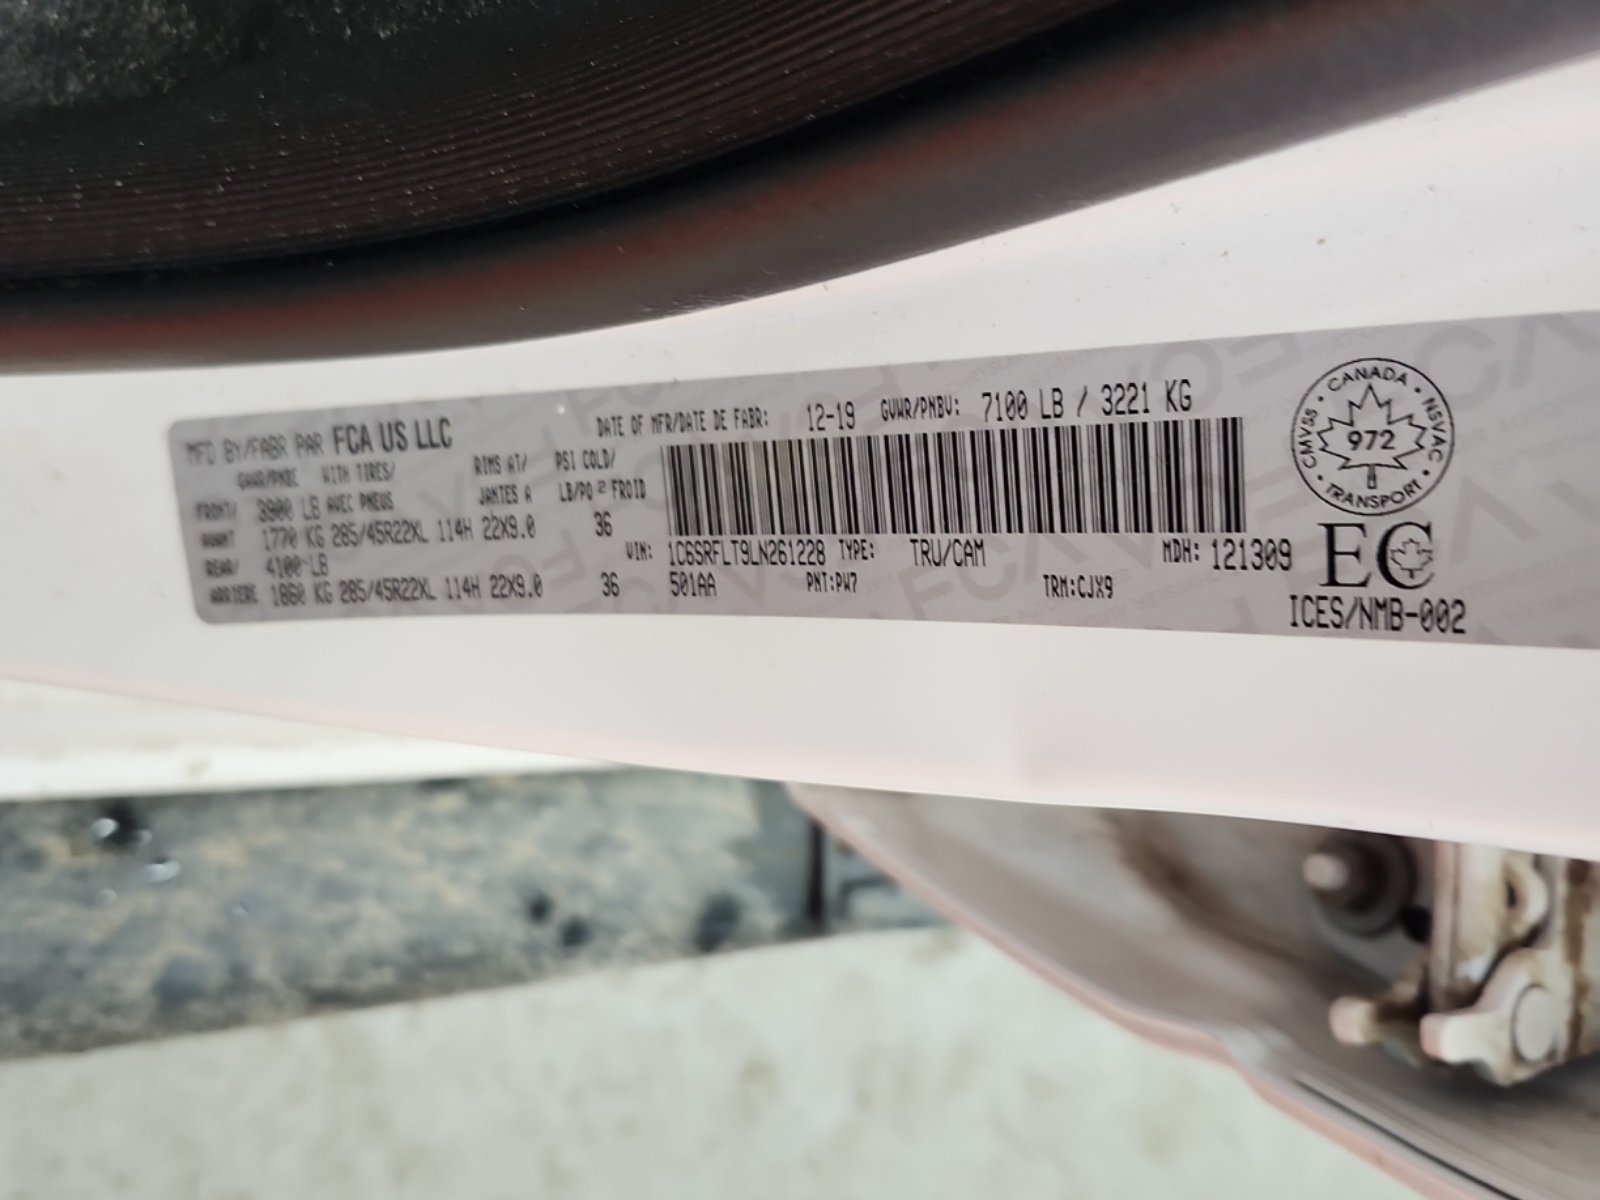 MFD BY/FABR PAR FCA US LLC
DATE OF MFR/DATE DE FABR: 12-19 GVWR/PNBV: 7100 LB / 3221 KG
GAWR/PNBE WITH TIRES/ RIMS AT/ PSI COLD/
FRONT/ 3900 LB AVEC PNEUS JANTES A LB/PO² FROID
AVANT 1770 KG 285/45R22XL 114H 22X9.0 36
REAR/ 4100 LB
ARRIERE 1860 KG 285/45R22XL 114H 22X9.0 36
VIN: 1C6SRFLT9LN261228 TYPE: TRU/CAM MDH: 121309
501AA PNT:PW7 TRM:CJX9
CANADA
CMVSS 972 NSVAC
TRANSPORT
EC
ICES/NMB-002